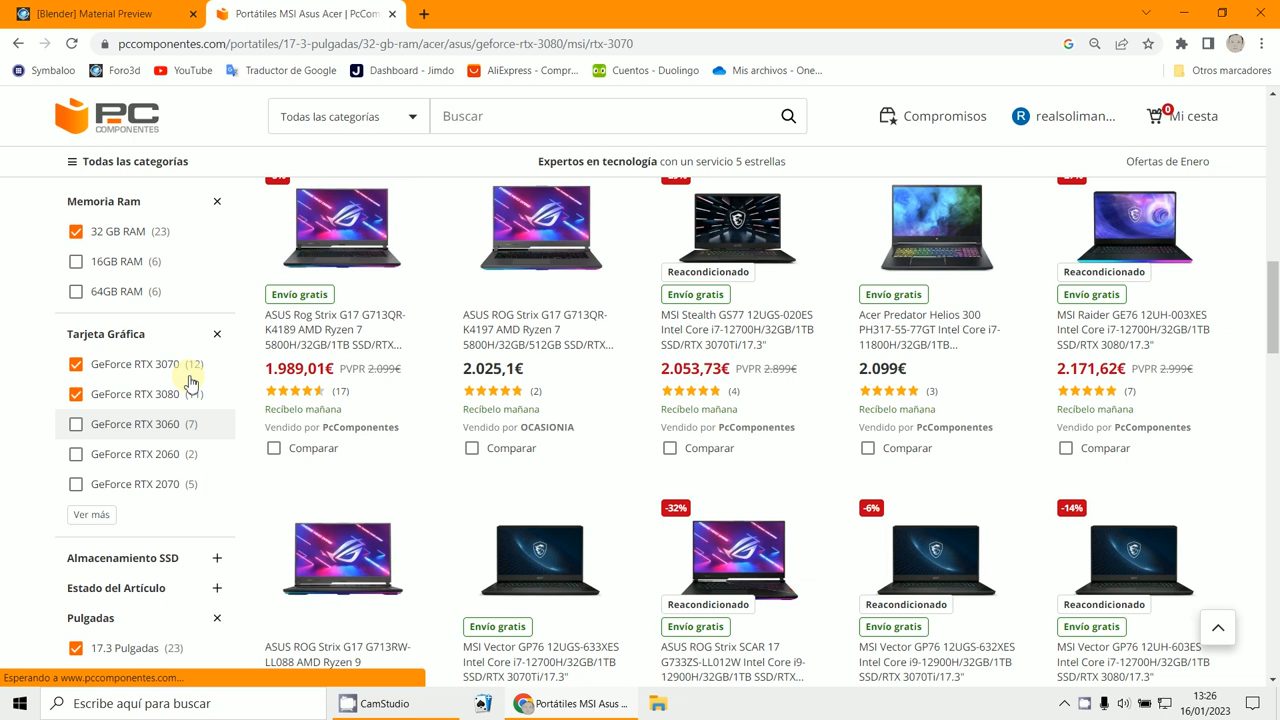 [Blender] Material Preview
Portátiles MSI Asus Acer | PcCom
pccomponentes.com/portatiles/17-3-pulgadas/32-gb-ram/acer/asus/geforce-rtx-3080/msi/rtx-3070
Symbaloo
Foro3d
YouTube
Traductor de Google
Dashboard - Jimdo
AliExpress - Compr...
Cuentos - Duolingo
Mis archivos - One...
Otros marcadores
PC COMPONENTES
Todas las categorías
Buscar
Compromisos
realsoliman...
0
Mi cesta
Todas las categorías
Expertos en tecnología con un servicio 5 estrellas
Ofertas de Enero
Memoria Ram
32 GB RAM (23)
16GB RAM (6)
64GB RAM (6)
Tarjeta Gráfica
GeForce RTX 3070 (12)
GeForce RTX 3080
GeForce RTX 3060 (7)
GeForce RTX 2060 (2)
GeForce RTX 2070 (5)
Ver más
Almacenamiento SSD
Estado del Artículo
Pulgadas
17.3 Pulgadas (23)
Envío gratis
ASUS Rog Strix G17 G713QR-
K4189 AMD Ryzen 7
5800H/32GB/1TB SSD/RTX...
1.989,01€ PVPR 2.099€
(17)
Recíbelo mañana
Vendido por PcComponentes
Comparar
ASUS ROG Strix G17 G713QR-
K4197 AMD Ryzen 7
5800H/32GB/512GB SSD/RTX...
2.025,1€
(2)
Recíbelo mañana
Vendido por OCASIONIA
Comparar
Reacondicionado
Envío gratis
MSI Stealth GS77 12UGS-020ES
Intel Core i7-12700H/32GB/1TB
SSD/RTX 3070Ti/17.3"
2.053,73€ PVPR 2.899€
(4)
Recíbelo mañana
Vendido por PcComponentes
Comparar
Envío gratis
Acer Predator Helios 300
PH317-55-77GT Intel Core i7-
11800H/32GB/1TB...
2.099€
(3)
Recíbelo mañana
Vendido por PcComponentes
Comparar
Reacondicionado
Envío gratis
MSI Raider GE76 12UH-003XES
Intel Core i7-12700H/32GB/1TB
SSD/RTX 3080/17.3"
2.171,62€ PVPR 2.999€
(7)
Recíbelo mañana
Vendido por PcComponentes
Comparar
ASUS ROG Strix G17 G713RW-
LL088 AMD Ryzen 9
Envío gratis
MSI Vector GP76 12UGS-633XES
Intel Core i7-12700H/32GB/1TB
SSD/RTX 3070Ti/17.3"
-32%
Reacondicionado
Envío gratis
ASUS ROG Strix SCAR 17
G733ZS-LL012W Intel Core i9-
12900H/32GB/1TB SSD/RTX...
-6%
Reacondicionado
Envío gratis
MSI Vector GP76 12UGS-632XES
Intel Core i9-12900H/32GB/1TB
SSD/RTX 3070Ti/17.3"
-14%
Reacondicionado
Envío gratis
MSI Vector GP76 12UH-603ES
Intel Core i7-12700H/32GB/1TB
SSD/RTX 3080/17.3"
Esperando a www.pccomponentes.com...
Escribe aquí para buscar
CamStudio
Portátiles MSI Asus ...
13:26
16/01/2023